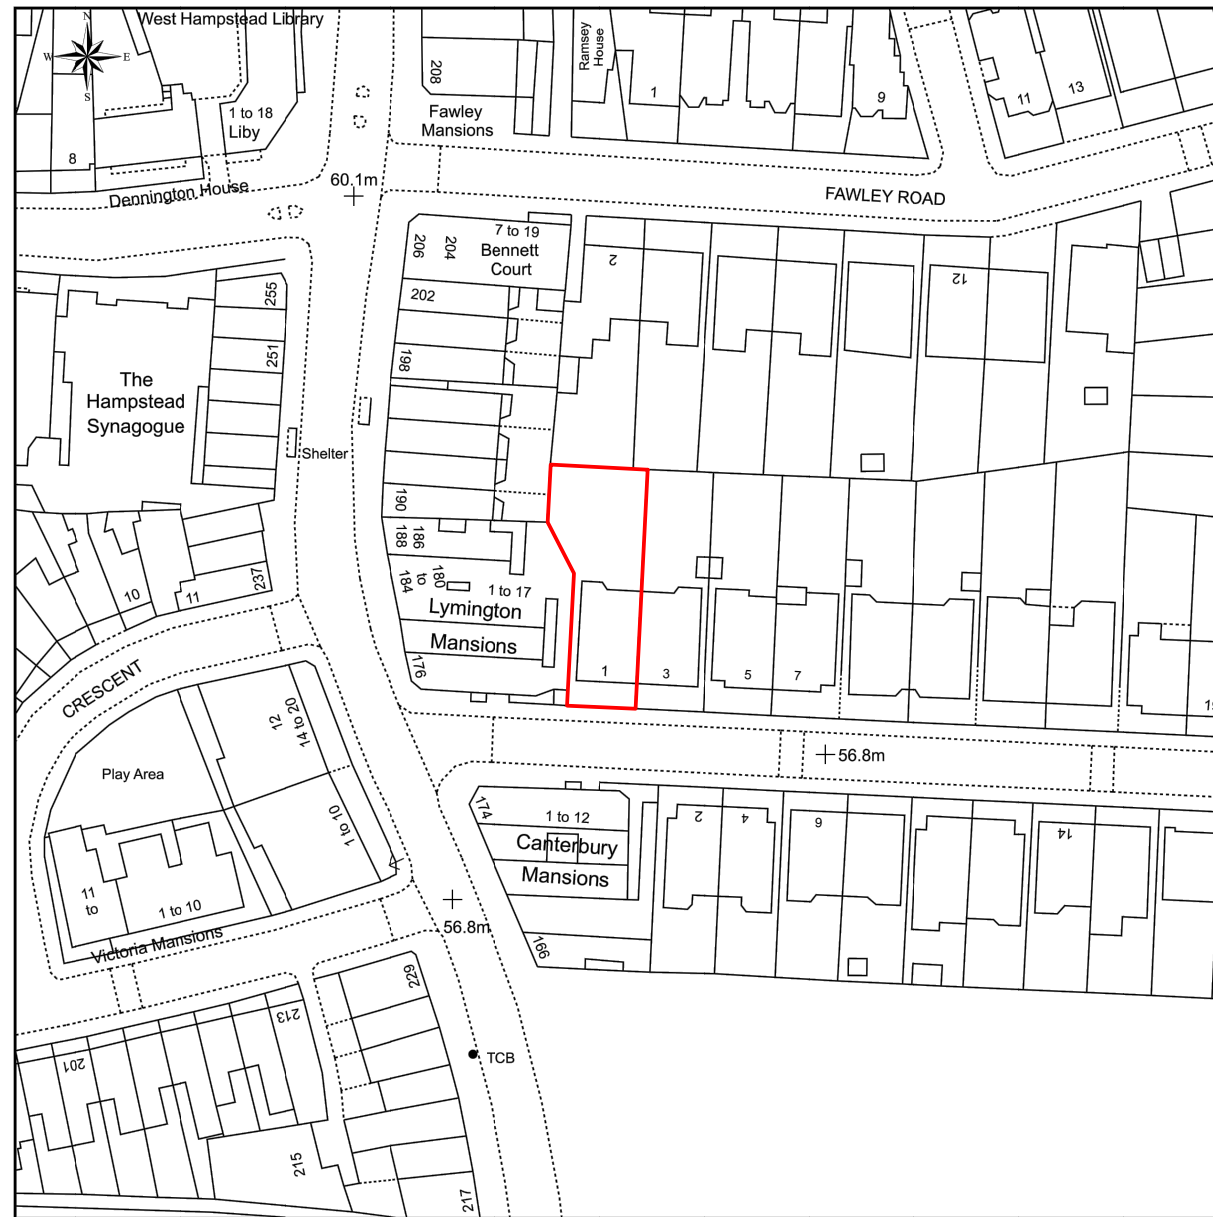 West Hampstead Library
N
W
E
S
208
Ramsey
House
1
9
11
13
1 to 18
Liby
Fawley
Mansions
8
Dennington House
60.1m
FAWLEY ROAD
206
204
7 to 19
Bennett
Court
2
12
255
202
251
198
The
Hampstead
Synagogue
Shelter
190
188
186
184
to
180
1 to 17
Lymington
Mansions
176
237
10
11
CRESCENT
1
3
5
7
15
12
14 to 20
Play Area
56.8m
1 to 10
174
1 to 12
Canterbury
Mansions
2
4
6
14
11
to
1 to 10
Victoria Mansions
56.8m
166
229
213
201
TCB
215
217